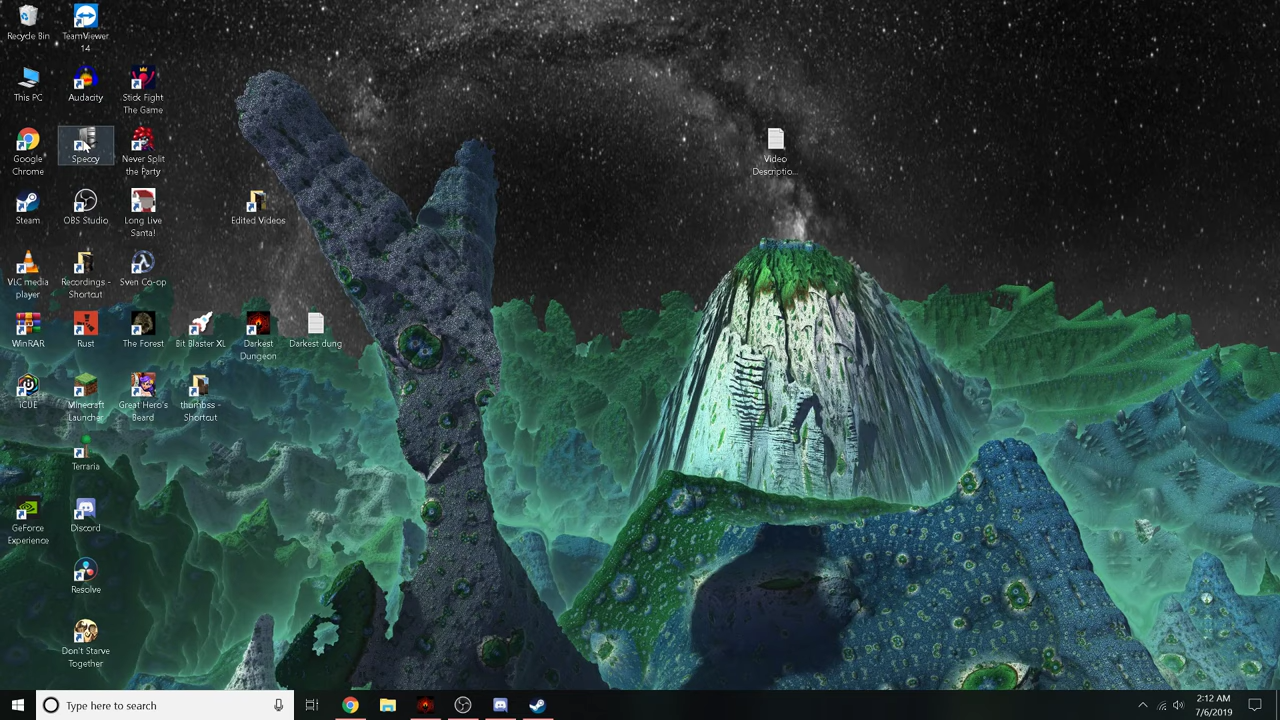 Recycle Bin
TeamViewer
14
This PC
Audacity
Stick Fight
The Game
Google
Chrome
Speccy
Never Split
the Party
Video
Descriptio...
Steam
OBS Studio
Long Live
Santa!
Edited Videos
VLC media
player
Recordings -
Shortcut
Sven Co-op
WinRAR
Rust
The Forest
Bit Blaster XL
Darkest
Dungeon
Darkest dung
iCUE
Minecraft
Launcher
Great Hero's
Beard
thumbss -
Shortcut
Terraria
GeForce
Experience
Discord
Resolve
Don't Starve
Together
Type here to search
2:12 AM
7/6/2019